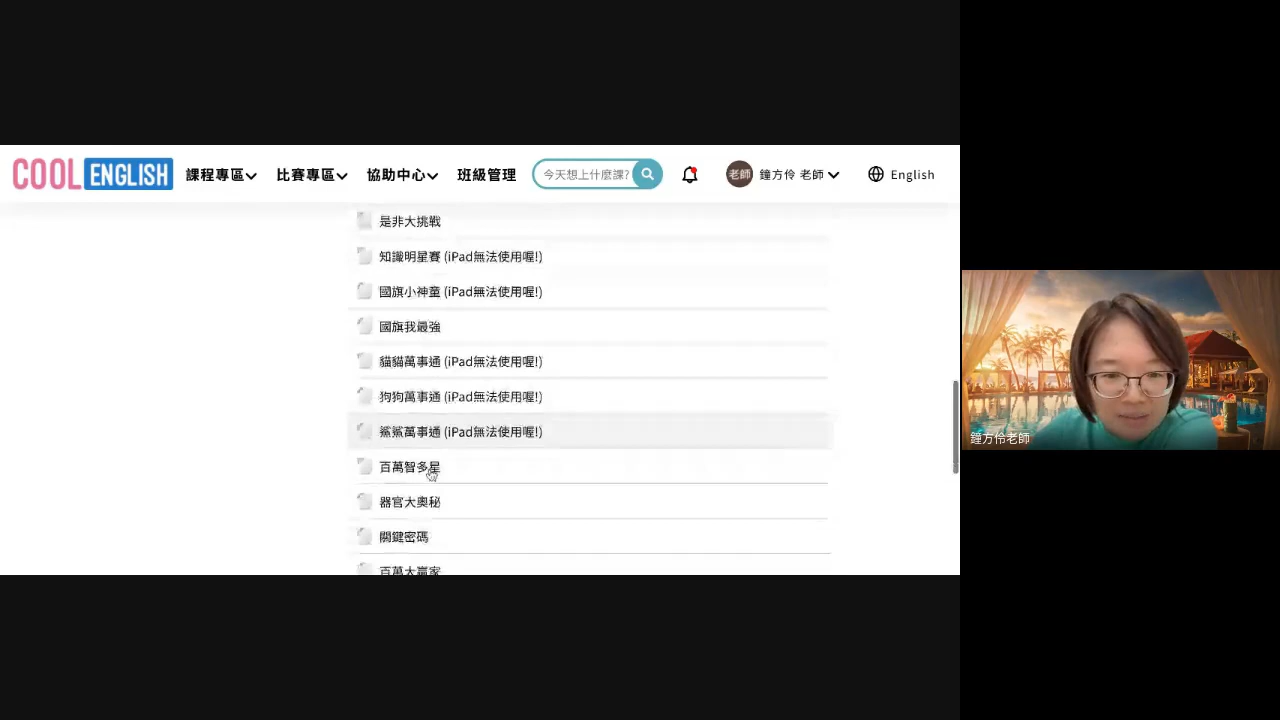 COOL ENGLISH 課程專區 比賽專區 協助中心 班級管理 今天想上什麼課? 老師 鐘方伶 老師 English
是非大挑戰
知識明星賽 (iPad無法使用喔!)
國旗小神童 (iPad無法使用喔!)
國旗我最強
貓貓萬事通 (iPad無法使用喔!)
狗狗萬事通 (iPad無法使用喔!)
鯊鯊萬事通 (iPad無法使用喔!)
百萬智多星
器官大奧秘
關鍵密碼
百萬大贏家
鐘方伶老師